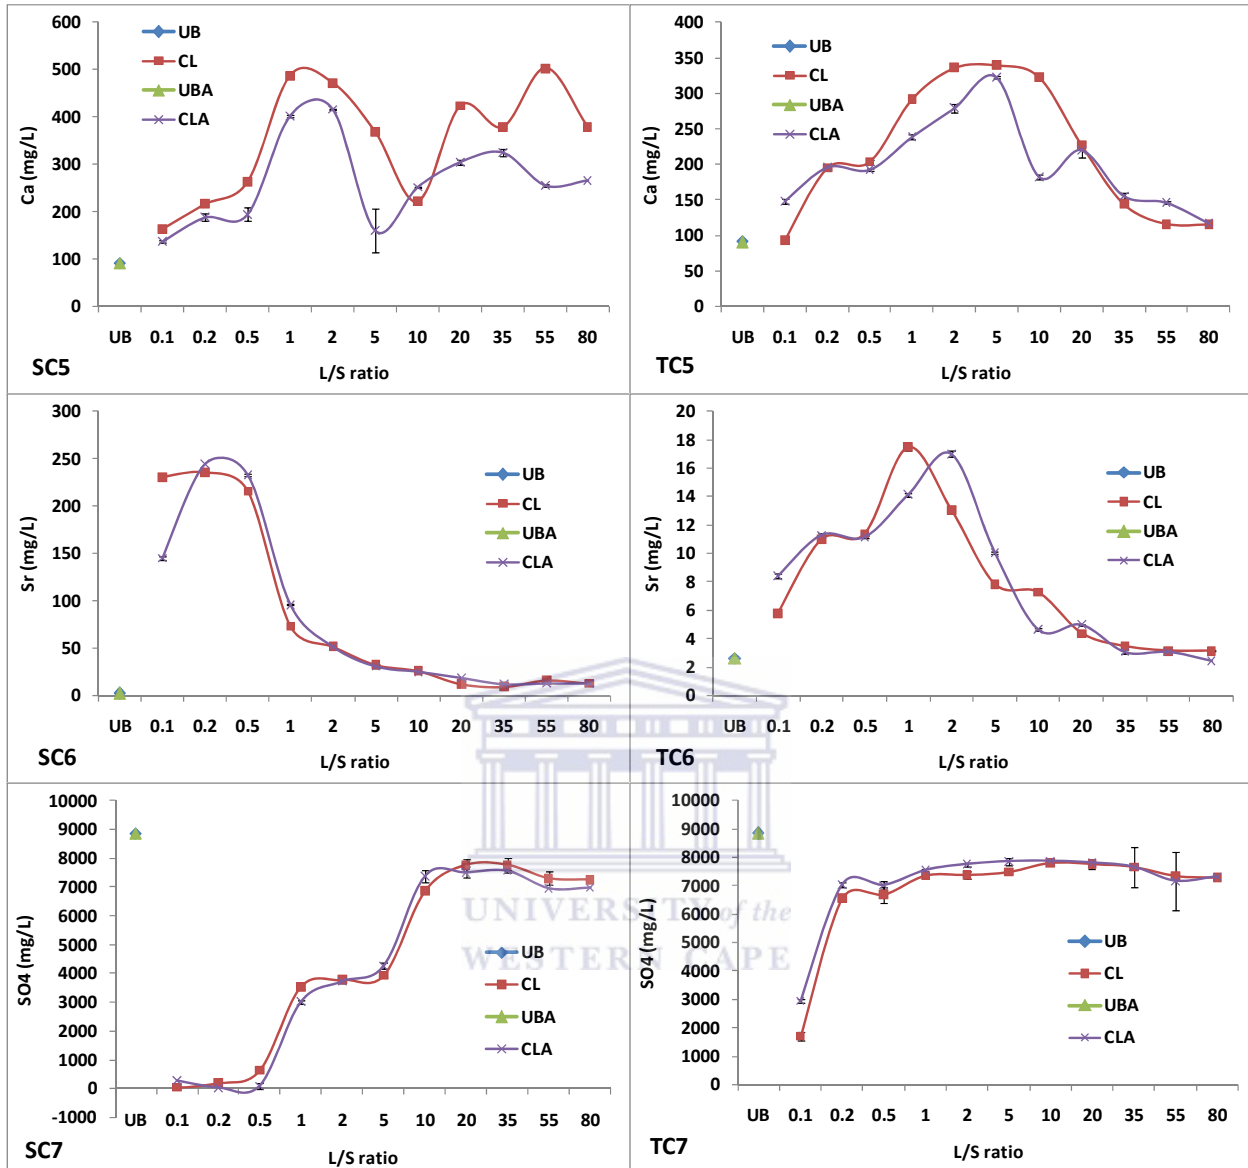 600
500
400
300
200
100
0
Ca (mg/L)
UB
CL
UBA
CLA
UB 0.1 0.2 0.5 1 2 5 10 20 35 55 80
SC5
L/S ratio
400
350
300
250
200
150
100
50
0
Ca (mg/L)
UB
CL
UBA
CLA
UB 0.1 0.2 0.5 1 2 5 10 20 35 55 80
TC5
L/S ratio
300
250
200
150
100
50
0
Sr (mg/L)
UB
CL
UBA
CLA
UB 0.1 0.2 0.5 1 2 5 10 20 35 55 80
SC6
L/S ratio
20
18
16
14
12
10
8
6
4
2
0
Sr (mg/L)
UB
CL
UBA
CLA
UB 0.1 0.2 0.5 1 2 5 10 20 35 55 80
TC6
L/S ratio
10000
9000
8000
7000
6000
5000
4000
3000
2000
1000
0
-1000
SO4 (mg/L)
UB
CL
UBA
CLA
UB 0.1 0.2 0.5 1 2 5 10 20 35 55 80
SC7
L/S ratio
10000
9000
8000
7000
6000
5000
4000
3000
2000
1000
0
SO4 (mg/L)
UB
CL
UBA
CLA
UB 0.1 0.2 0.5 1 2 5 10 20 35 55 80
TC7
L/S ratio
UNIVERSITY of the
WESTERN CAPE